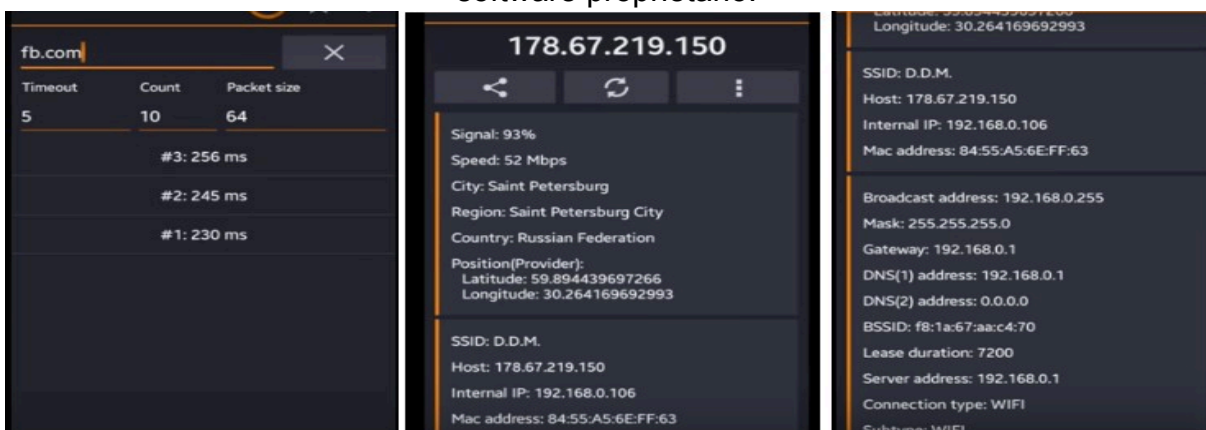 software proprietario.
fb.com
Timeout Count Packet size
5 10 64
#3: 256 ms
#2: 245 ms
#1: 230 ms
178.67.219.150
Signal: 93%
Speed: 52 Mbps
City: Saint Petersburg
Region: Saint Petersburg City
Country: Russian Federation
Position(Provider):
Latitude: 59.894439697266
Longitude: 30.264169692993
SSID: D.D.M.
Host: 178.67.219.150
Internal IP: 192.168.0.106
Mac address: 84:55:A5:6E:FF:63
Latitude: 59.894439697266
Longitude: 30.264169692993
SSID: D.D.M.
Host: 178.67.219.150
Internal IP: 192.168.0.106
Mac address: 84:55:A5:6E:FF:63
Broadcast address: 192.168.0.255
Mask: 255.255.255.0
Gateway: 192.168.0.1
DNS(1) address: 192.168.0.1
DNS(2) address: 0.0.0.0
BSSID: f8:1a:67:aa:c4:70
Lease duration: 7200
Server address: 192.168.0.1
Connection type: WIFI
Subtype: WIFI